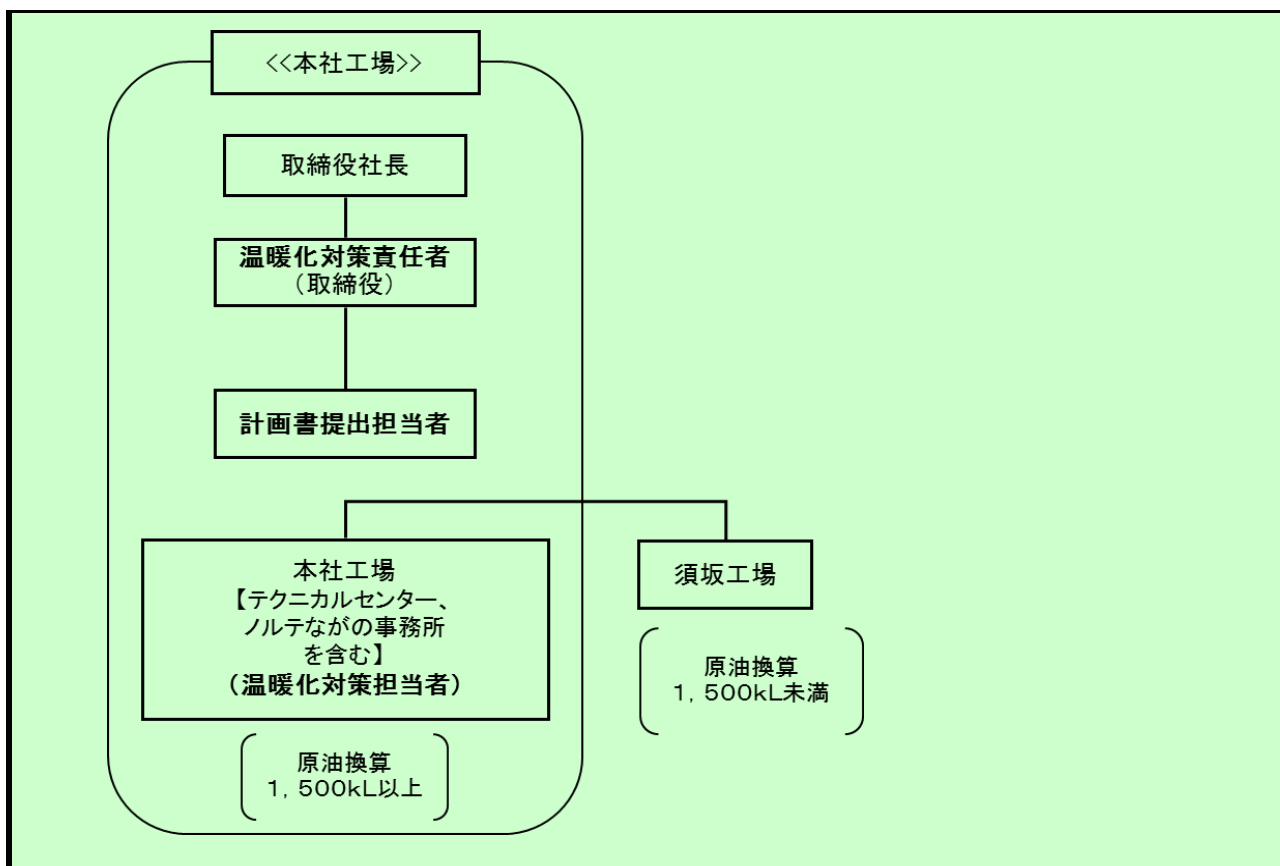 <<本社工場>>
取締役社長
温暖化対策責任者
（取締役）
計画書提出担当者
本社工場
【テクニカルセンター、
ノルテながの事務所
を含む】
（温暖化対策担当者）
原油換算
１，５００ｋＬ以上
須坂工場
原油換算
１，５００ｋＬ未満